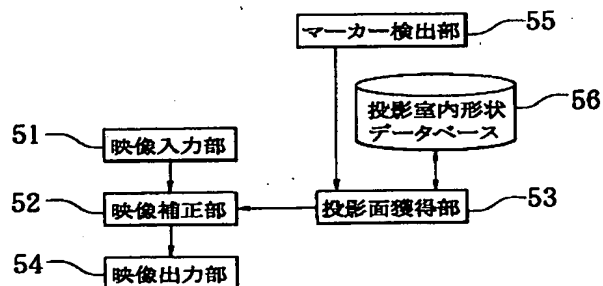 マーカー検出部
55
投影室内形状
データベース
56
51
映像入力部
52
映像補正部
投影面獲得部
53
54
映像出力部